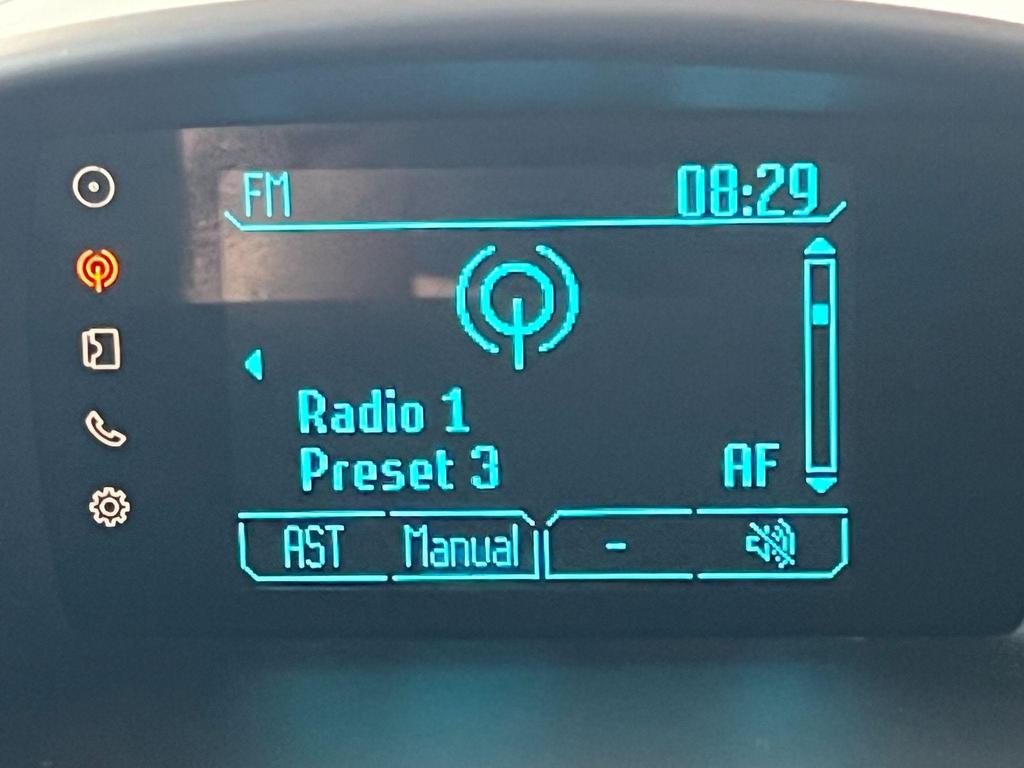 FM 08:29
Radio 1
Preset 3 AF
AST Manual -